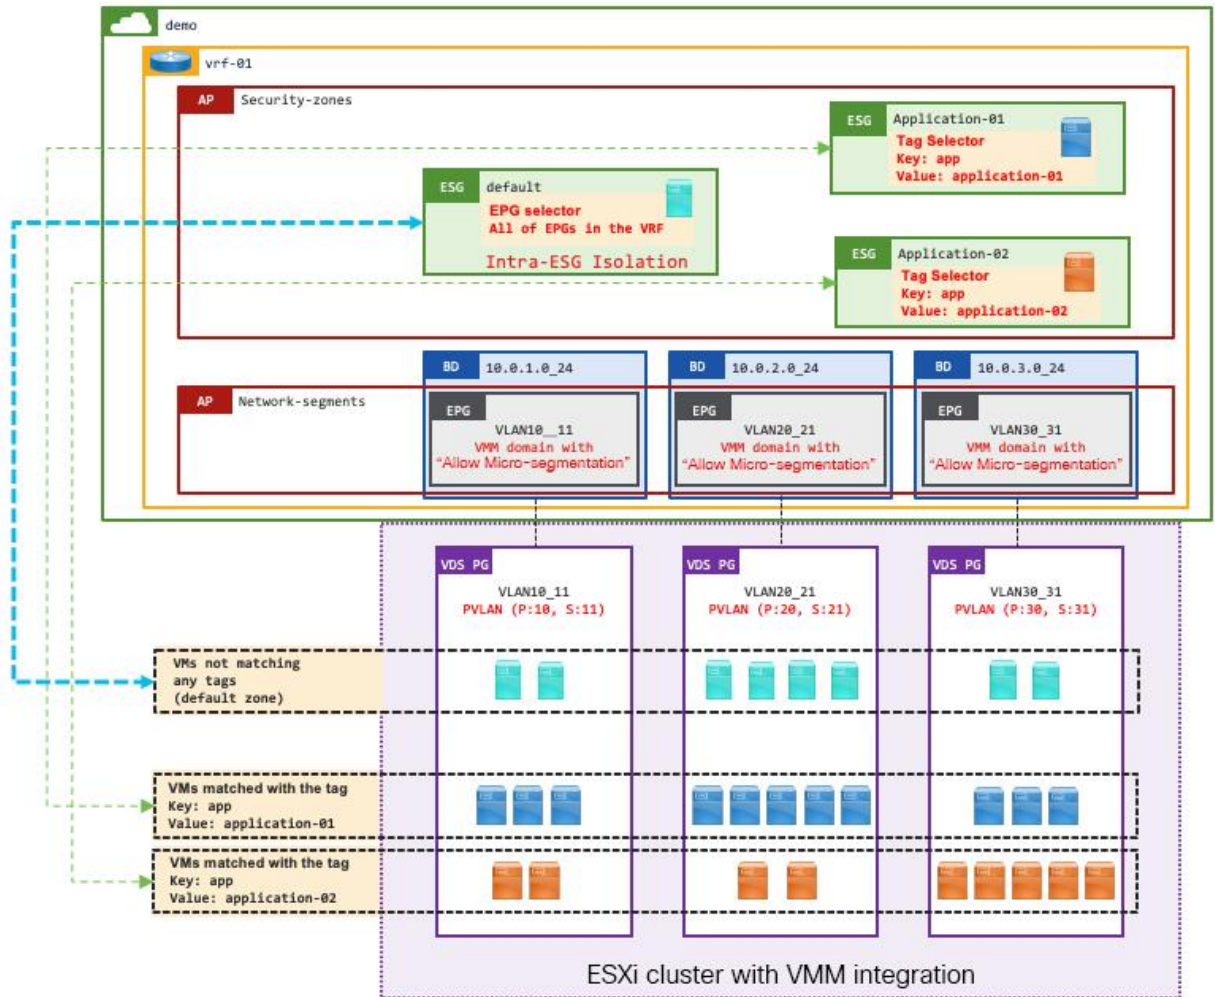 demo
vrf-01
AP Security-zones
ESG Application-01
Tag Selector
Key: app
Value: application-01
ESG default
EPG selector
All of EPGs in the VRF
Intra-ESG Isolation
ESG Application-02
Tag Selector
Key: app
Value: application-02
BD 10.0.1.0_24
BD 10.0.2.0_24
BD 10.0.3.0_24
AP Network-segments
EPG
VLAN10__11
VMM domain with
“Allow Micro-segmentation”
EPG
VLAN20_21
VMM domain with
“Allow Micro-segmentation”
EPG
VLAN30_31
VMM domain with
“Allow Micro-segmentation”
VDS PG
VLAN10_11
PVLAN (P:10, S:11)
VDS PG
VLAN20_21
PVLAN (P:20, S:21)
VDS PG
VLAN30_31
PVLAN (P:30, S:31)
VMs not matching
any tags
(default zone)
VMs matched with the tag
Key: app
Value: application-01
VMs matched with the tag
Key: app
Value: application-02
ESXi cluster with VMM integration